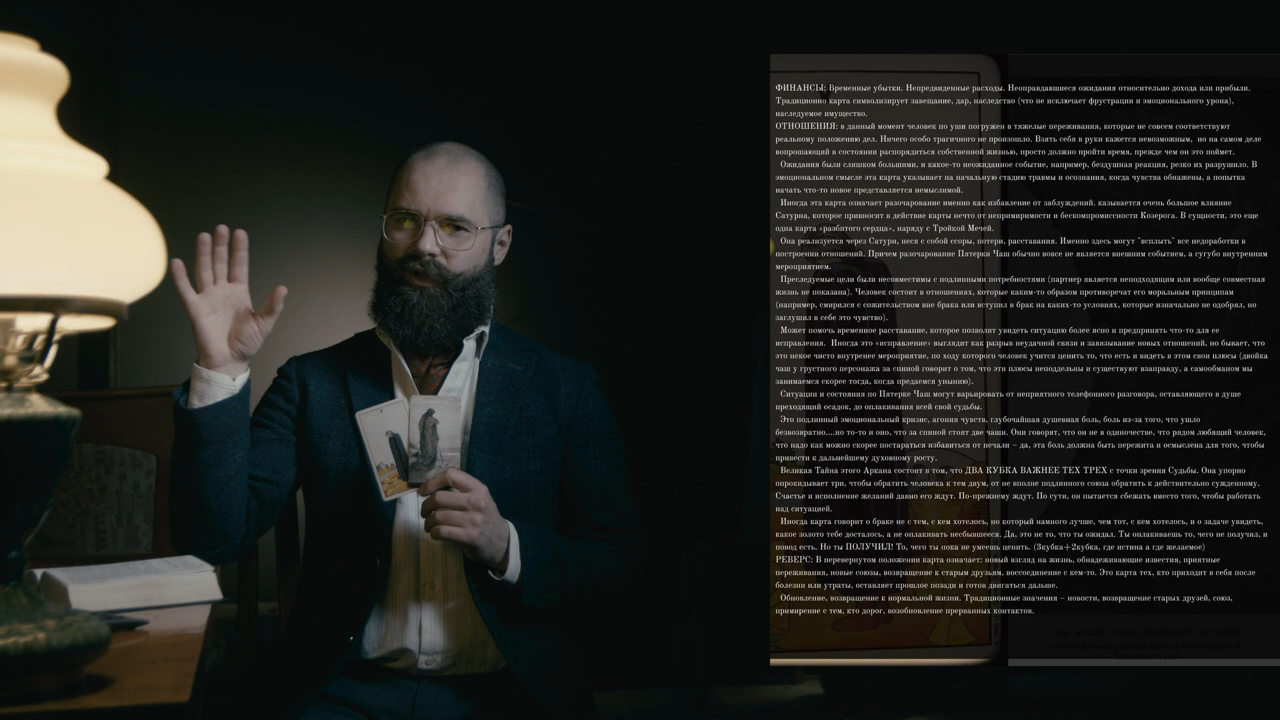 ФИНАНСЫ: Временные убытки. Непредвиденные расходы. Неоправдавшиеся ожидания относительно дохода или прибыли.
Традиционно карта символизирует завещание, дар, наследство (что не исключает фрустрации и эмоционального урона),
наследуемое имущество.
ОТНОШЕНИЯ: в данный момент человек по уши погружен в тяжелые переживания, которые не совсем соответствуют
реальному положению дел. Ничего особо трагичного не произошло. Взять себя в руки кажется невозможным,  но на самом деле
вопрошающий в состоянии распорядиться собственной жизнью, просто должно пройти время, прежде чем он это поймет.
Ожидания были слишком большими, и какое-то неожиданное событие, например, бездушная реакция, резко их разрушило. В
эмоциональном смысле эта карта указывает на начальную стадию травмы и осознания, когда чувства обнажены, а попытка
начать что-то новое представляется немыслимой.
Иногда эта карта означает разочарование именно как избавление от заблуждений. казывается очень большое влияние
Сатурна, которое привносит в действие карты нечто от непримиримости и бескомпромиссности Козерога. В сущности, это еще
одна карта «разбитого сердца», наряду с Тройкой Мечей.
Она реализуется через Сатурн, неся с собой ссоры, потери, расставания. Именно здесь могут "всплыть" все недоработки в
построении отношений. Причем разочарование Пятерки Чаш обычно вовсе не является внешним событием, а сугубо внутренним
мероприятием.
Преследуемые цели были несовместимы с подлинными потребностями (партнер является неподходящим или вообще совместная
жизнь не показана). Человек состоит в отношениях, которые каким-то образом противоречат его моральным принципам
(например, смирился с сожительством вне брака или вступил в брак на каких-то условиях, которые изначально не одобрял, но
заглушил в себе это чувство).
Может помочь временное расставание, которое позволит увидеть ситуацию более ясно и предпринять что-то для ее
исправления.  Иногда это «исправление» выглядит как разрыв неудачной связи и завязывание новых отношений, но бывает, что
это некое чисто внутренее мероприятие, по ходу которого человек учится ценить то, что есть и видеть в этом свои плюсы (двойка
чаш у грустного персонажа за спиной говорит о том, что эти плюсы неподдельны и существуют взаправду, а самообманом мы
занимаемся скорее тогда, когда предаемся унынию).
Ситуации и состояния по Пятерке Чаш могут варьировать от неприятного телефонного разговора, оставляющего в душе
преходящий осадок, до оплакивания всей свой судьбы.
Это подлинный эмоциональный кризис, агония чувств, глубочайшая душевная боль, боль из-за того, что ушло
безвозвратно....но то-то и оно, что за спиной стоят две чаши. Они говорят, что он не в одиночестве, что рядом любящий человек,
что надо как можно скорее постараться избавиться от печали – да, эта боль должна быть пережита и осмыслена для того, чтобы
привести к дальнейшему духовному росту.
Великая Тайна этого Аркана состоит в том, что ДВА КУБКА ВАЖНЕЕ ТЕХ ТРЕХ с точки зрения Судьбы. Она упорно
опрокидывает три, чтобы обратить человека к тем двум, от не вполне подлинного союза обратить к действительно сужденному.
Счастье и исполнение желаний давно его ждут. По-прежнему ждут. По сути, он пытается сбежать вместо того, чтобы работать
над ситуацией.
Иногда карта говорит о браке не с тем, с кем хотелось, но который намного лучше, чем тот, с кем хотелось, и о задаче увидеть,
какое золото тебе досталось, а не оплакивать несбывшееся. Да, это не то, что ты ожидал. Ты оплакиваешь то, чего не получил, и
повод есть. Но ты ПОЛУЧИЛ! То, чего ты пока не умеешь ценить. (3кубка+2кубка, где истина а где желаемое)
РЕВЕРС: В перевернутом положении карта означает: новый взгляд на жизнь, обнадеживающие известия, приятные
переживания, новые союзы, возвращение к старым друзьям, воссоединение с кем-то. Это карта тех, кто приходит в себя после
болезни или утраты, оставляет прошлое позади и готов двигаться дальше.
Обновление, возвращение к нормальной жизни. Традиционные значения – новости, возвращение старых друзей, союз,
примирение с тем, кто дорог, возобновление прерванных контактов.